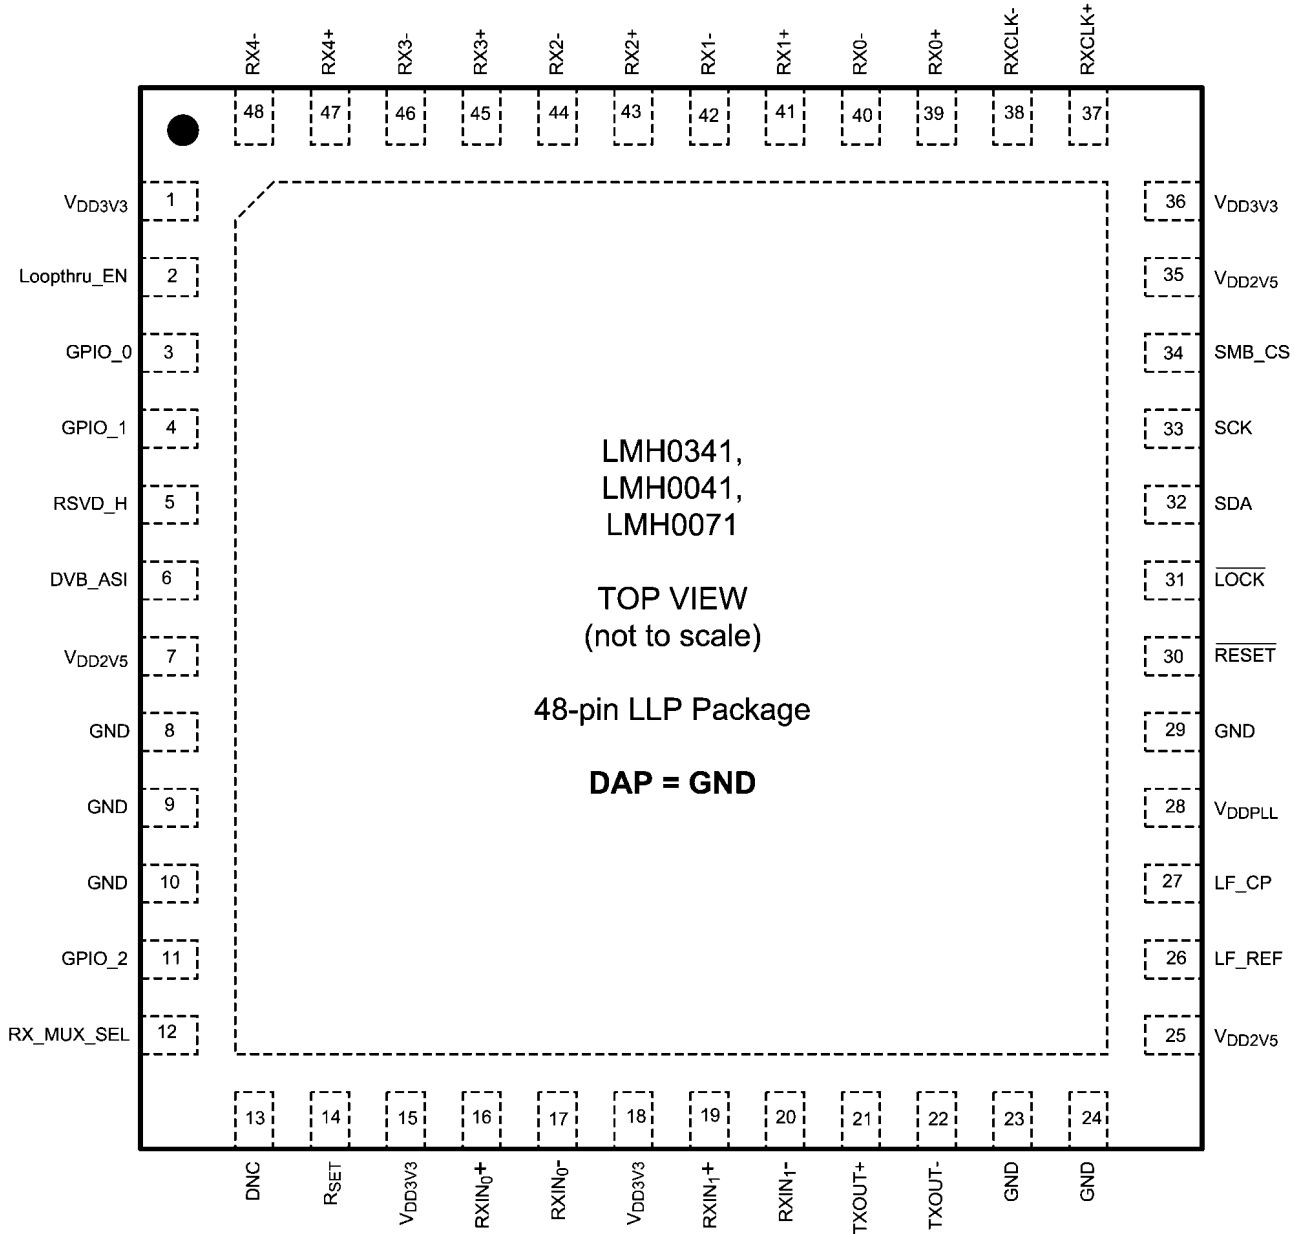 RX4-
RX4+
RX3-
RX3+
RX2-
RX2+
RX1-
RX1+
RX0-
RX0+
RXCLK-
RXCLK+
48 47 46 45 44 43 42 41 40 39 38 37
VDD3V3 1
Loopthru_EN 2
GPIO_0 3
GPIO_1 4
RSVD_H 5
DVB_ASI 6
VDD2V5 7
GND 8
GND 9
GND 10
GPIO_2 11
RX_MUX_SEL 12
LMH0341,
LMH0041,
LMH0071
TOP VIEW
(not to scale)
48-pin LLP Package
DAP = GND
36 VDD3V3
35 VDD2V5
34 SMB_CS
33 SCK
32 SDA
31 LOCK
30 RESET
29 GND
28 VDDPLL
27 LF_CP
26 LF_REF
25 VDD2V5
13 14 15 16 17 18 19 20 21 22 23 24
DNC
RSET
VDD3V3
RXIN0+
RXIN0-
VDD3V3
RXIN1+
RXIN1-
TXOUT+
TXOUT-
GND
GND